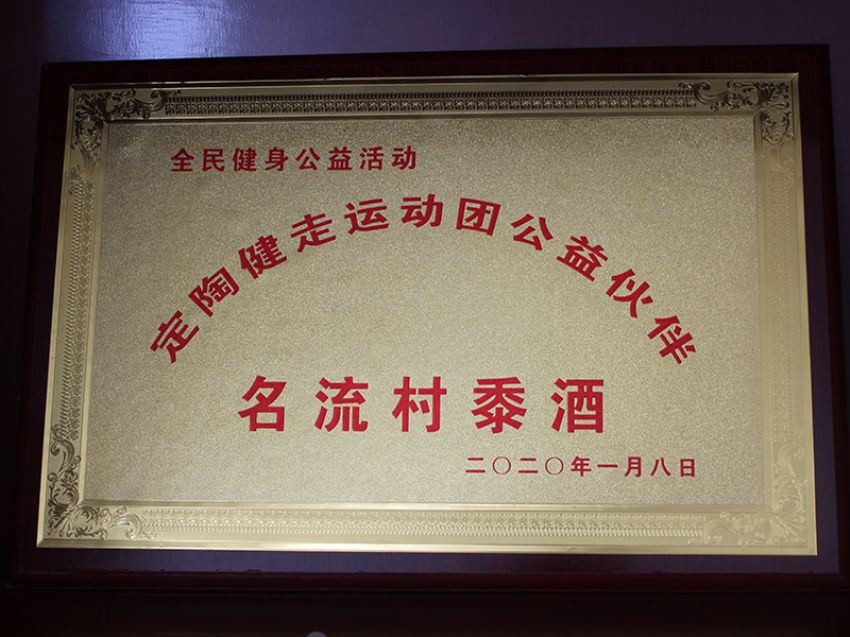 全民健身公益活动
定陶健走运动团公益伙伴
名流村黍酒
二〇二〇年一月八日